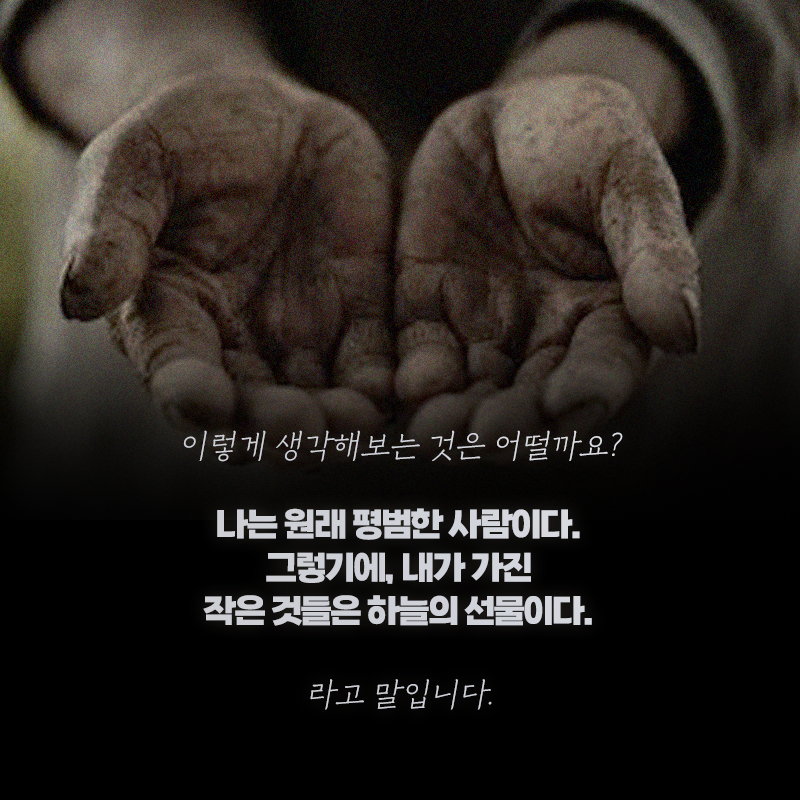 이렇게 생각해보는 것은 어떨까요?
나는 원래 평범한 사람이다.
그렇기에, 내가 가진
작은 것들은 하늘의 선물이다.
라고 말입니다.